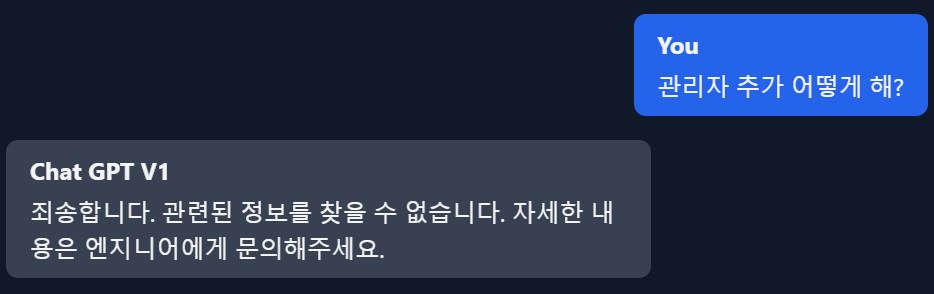 You
관리자 추가 어떻게 해?
Chat GPT V1
죄송합니다. 관련된 정보를 찾을 수 없습니다. 자세한 내
용은 엔지니어에게 문의해주세요.